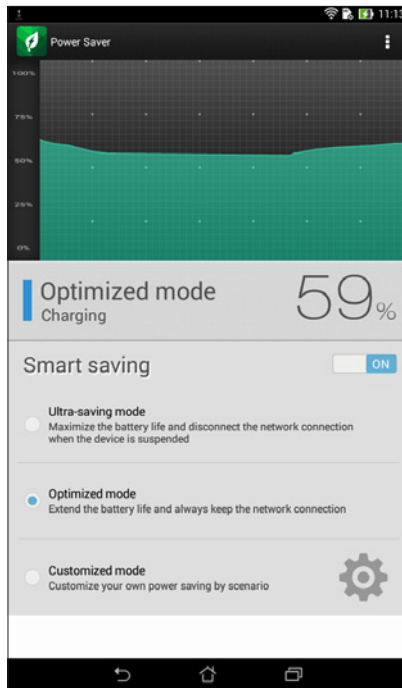 11:13
Power Saver
100%
75%
50%
25%
0%
Optimized mode
59%
Charging
Smart saving
ON
Ultra-saving mode
Maximize the battery life and disconnect the network connection
when the device is suspended
Optimized mode
Extend the battery life and always keep the network connection
Customized mode
Customize your own power saving by scenario